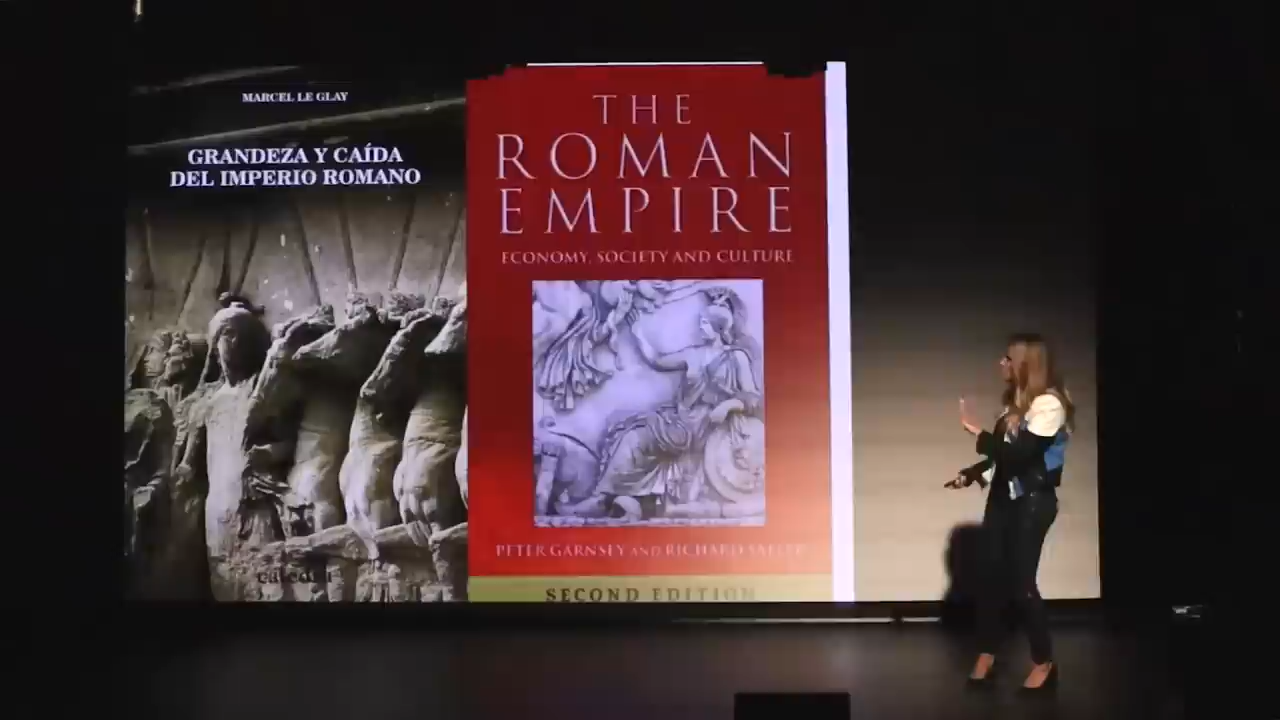 MARCEL LE GLAY
GRANDEZA Y CAÍDA
DEL IMPERIO ROMANO
catedra
THE
ROMAN
EMPIRE
ECONOMY, SOCIETY AND CULTURE
PETER GARNSEY AND RICHARD SALLER
SECOND EDITION